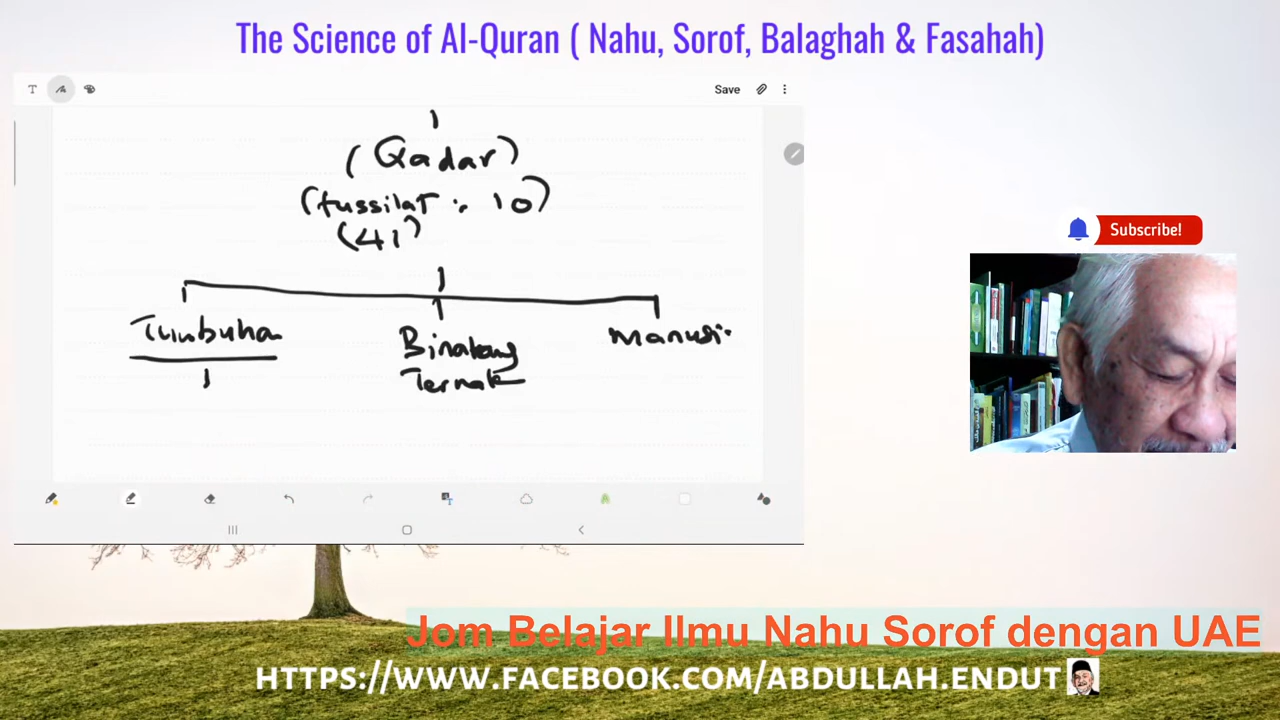 The Science of Al-Quran ( Nahu, Sorof, Balaghah & Fasahah)
T
Save
(Qadar)
(fussilat : 10)
(41)
Tumbuhan
Binatang
Ternak
manusi
Subscribe!
T
Jom Belajar Ilmu Nahu Sorof dengan UAE
HTTPS://WWW.FACEBOOK.COM/ABDULLAH.ENDUT